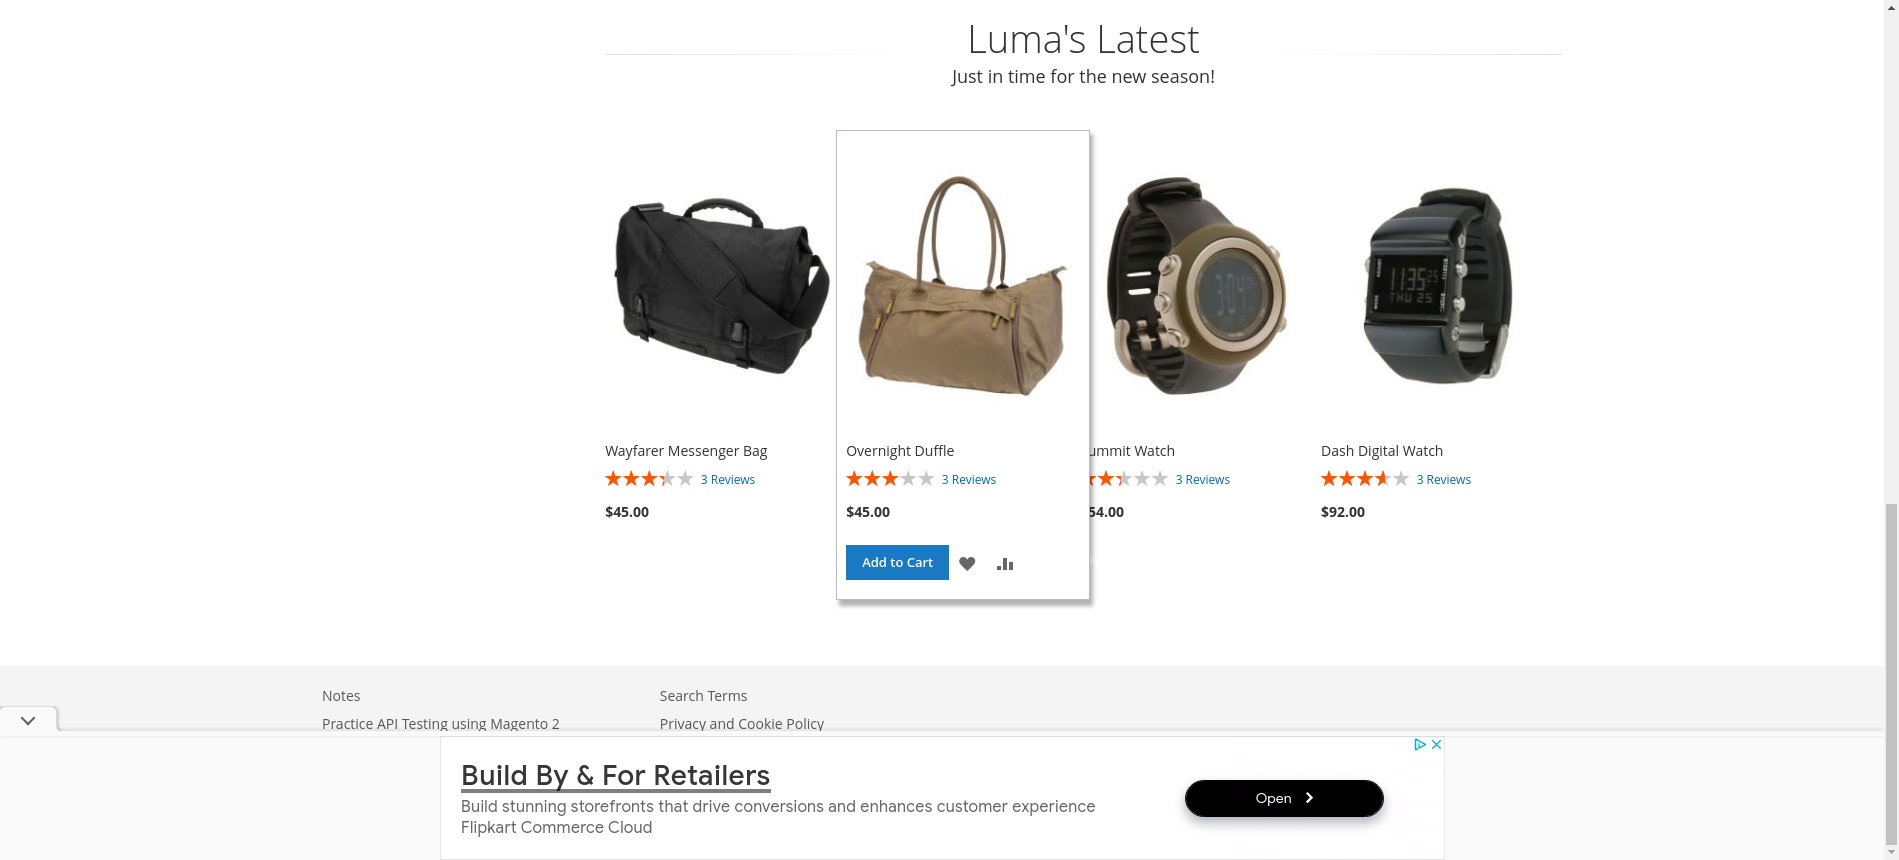 Luma's Latest
Just in time for the new season!
Wayfarer Messenger Bag
3 Reviews
$45.00
Overnight Duffle
3 Reviews
$45.00
Add to Cart
ummit Watch
3 Reviews
54.00
Dash Digital Watch
3 Reviews
$92.00
Notes
Search Terms
Practice API Testing using Magento 2
Privacy and Cookie Policy
Build By & For Retailers
Build stunning storefronts that drive conversions and enhances customer experience
Flipkart Commerce Cloud
Open